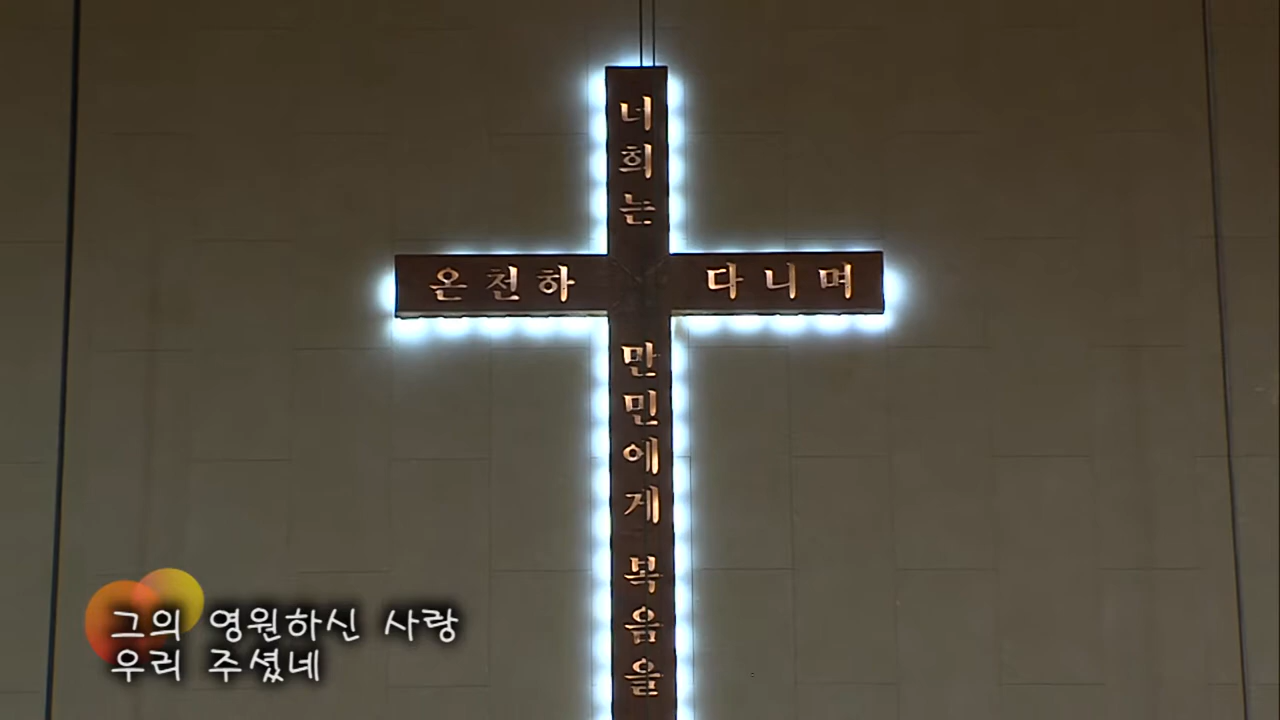 너희는
온천하 다니며
만민에게 복음을
그의 영원하신 사랑
우리 주셨네